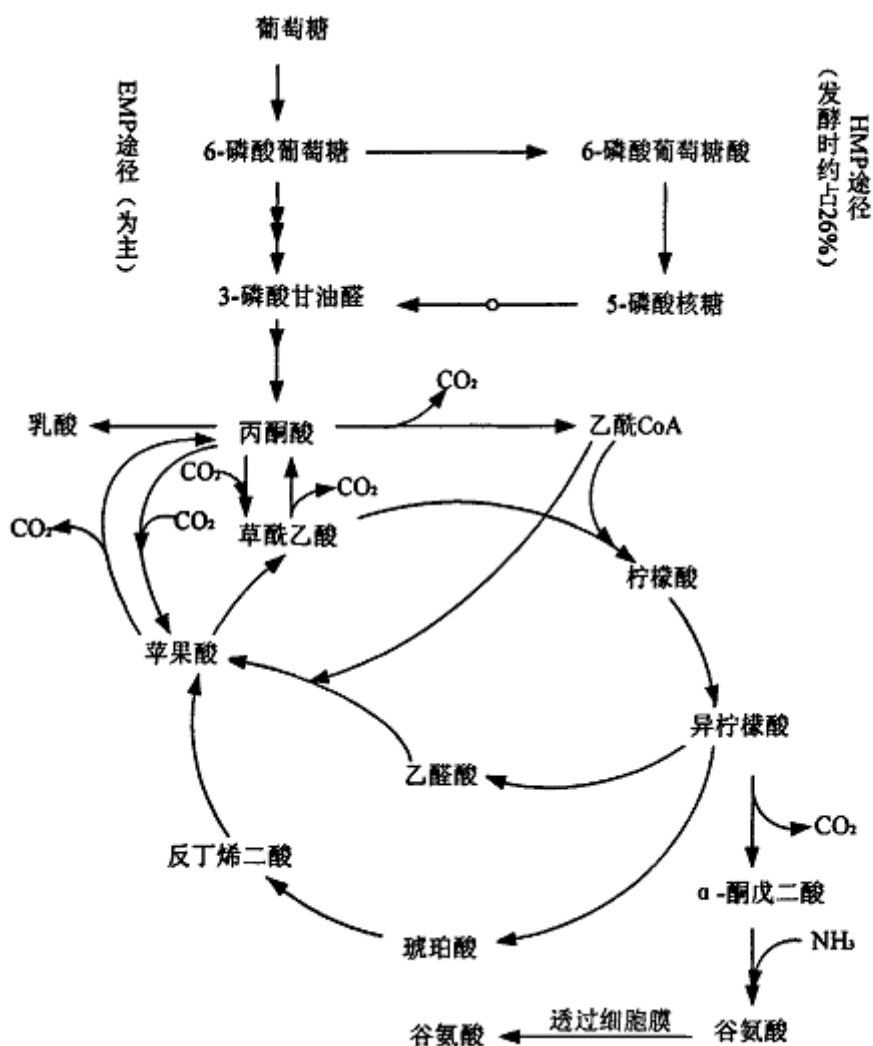 葡萄糖
EMP途径（为主）
HMP途径
（发酵时约占26%）
6-磷酸葡萄糖
6-磷酸葡萄糖酸
3-磷酸甘油醛
5-磷酸核糖
CO₂
乳酸
丙酮酸
乙酰CoA
CO₂
CO₂
CO₂
CO₂
草酰乙酸
柠檬酸
苹果酸
异柠檬酸
乙醛酸
CO₂
反丁烯二酸
α-酮戊二酸
琥珀酸
NH₃
谷氨酸
透过细胞膜
谷氨酸